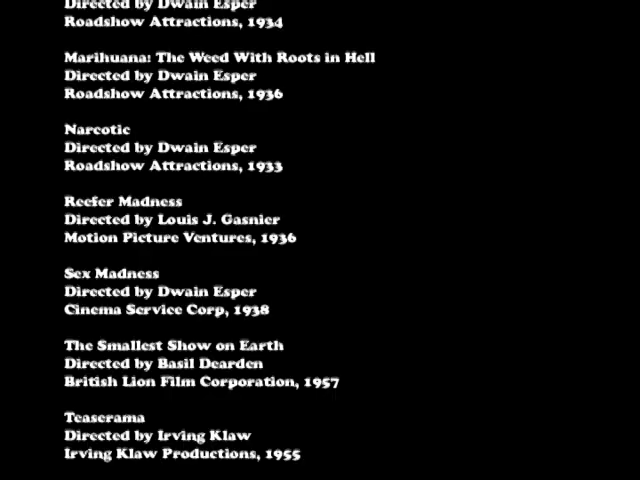 Directed by Dwain Esper
Roadshow Attractions, 1934
Marihuana: The Weed With Roots in Hell
Directed by Dwain Esper
Roadshow Attractions, 1936
Narcotic
Directed by Dwain Esper
Roadshow Attractions, 1933
Reefer Madness
Directed by Louis J. Gasnier
Motion Picture Ventures, 1936
Sex Madness
Directed by Dwain Esper
Cinema Service Corp, 1938
The Smallest Show on Earth
Directed by Basil Dearden
British Lion Film Corporation, 1957
Teaserama
Directed by Irving Klaw
Irving Klaw Productions, 1955